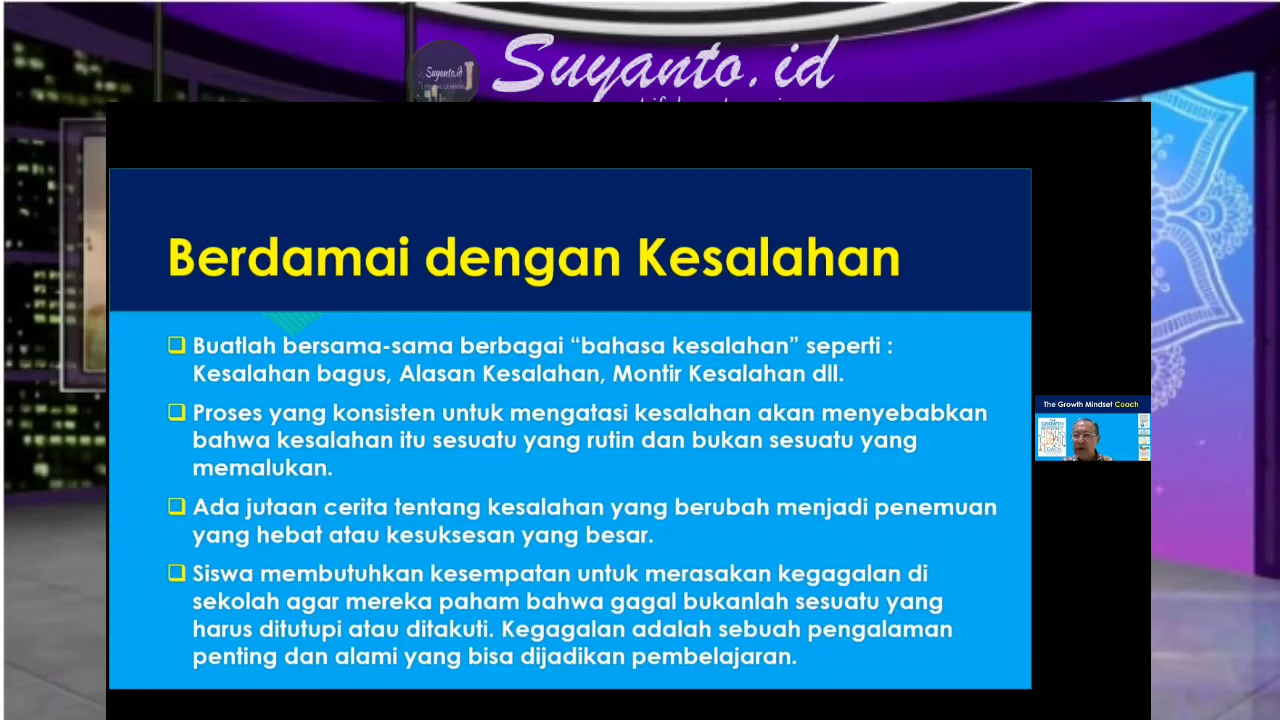 Suyanto.id
Suyanto.id
Berdamai dengan Kesalahan
Buatlah bersama-sama berbagai “bahasa kesalahan” seperti :
Kesalahan bagus, Alasan Kesalahan, Montir Kesalahan dll.
Proses yang konsisten untuk mengatasi kesalahan akan menyebabkan
bahwa kesalahan itu sesuatu yang rutin dan bukan sesuatu yang
memalukan.
Ada jutaan cerita tentang kesalahan yang berubah menjadi penemuan
yang hebat atau kesuksesan yang besar.
Siswa membutuhkan kesempatan untuk merasakan kegagalan di
sekolah agar mereka paham bahwa gagal bukanlah sesuatu yang
harus ditutupi atau ditakuti. Kegagalan adalah sebuah pengalaman
penting dan alami yang bisa dijadikan pembelajaran.
The Growth Mindset Coach